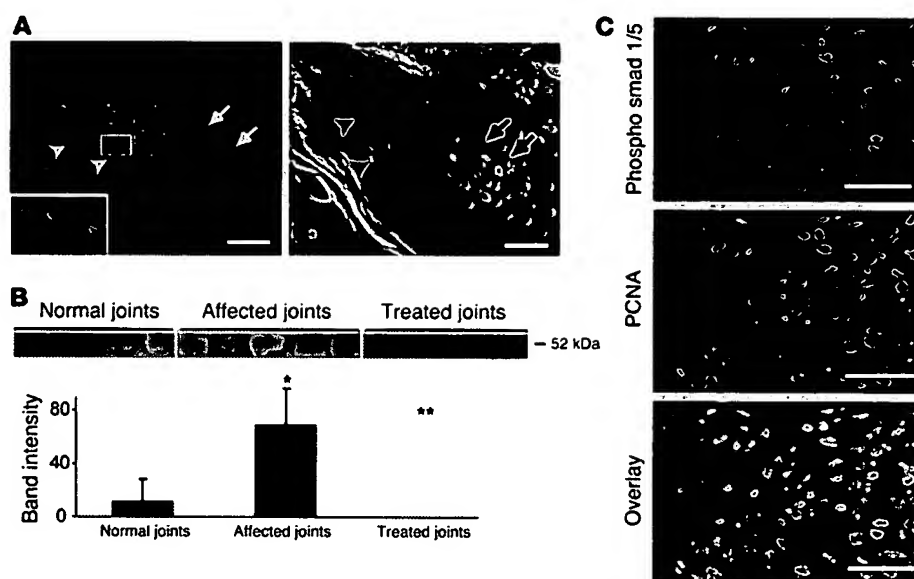 A
B
Normal joints Affected joints Treated joints
– 52 kDa
*
**
80
40
0
Band intensity
Normal joints Affected joints Treated joints
C
Phospho smad 1/5
PCNA
Overlay